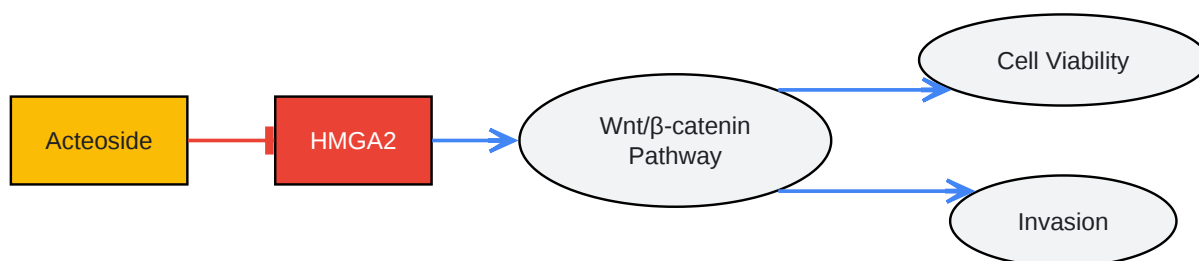 Acteoside
HMGA2
Wnt/β-catenin
Pathway
Cell Viability
Invasion